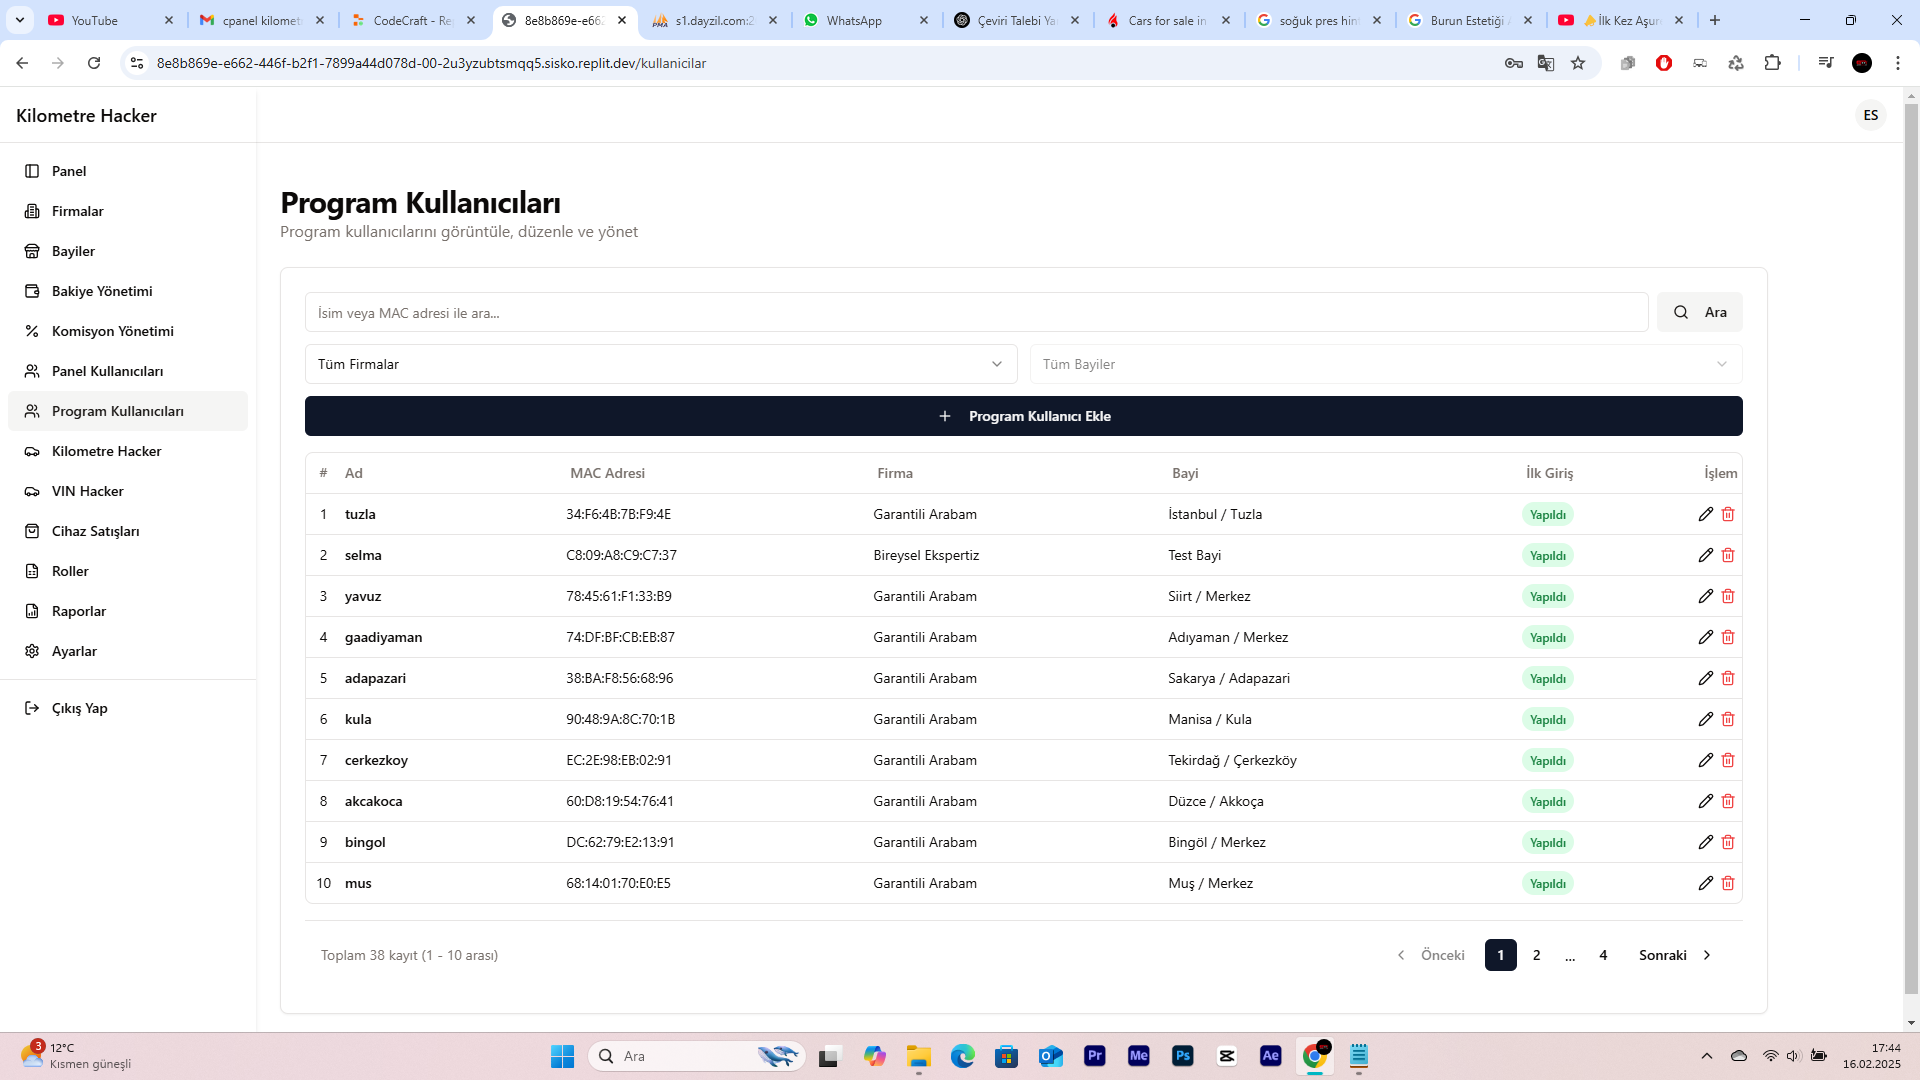 YouTube
cpanel kilomet
CodeCraft - Re
8e8b869e-e662
s1.dayzil.com:2
WhatsApp
Çeviri Talebi Ya
Cars for sale in
soğuk pres hin
Burun Estetiği
İlk Kez Aşur
8e8b869e-e662-446f-b2f1-7899a44d078d-00-2u3yzubtsmqq5.sisko.replit.dev/kullanicilar
Kilometre Hacker
ES
Panel
Firmalar
Bayiler
Bakiye Yönetimi
Komisyon Yönetimi
Panel Kullanıcıları
Program Kullanıcıları
Kilometre Hacker
VIN Hacker
Cihaz Satışları
Roller
Raporlar
Ayarlar
Çıkış Yap
Program Kullanıcıları
Program kullanıcılarını görüntüle, düzenle ve yönet
İsim veya MAC adresi ile ara...
Ara
Tüm Firmalar
Tüm Bayiler
+ Program Kullanıcı Ekle
# Ad MAC Adresi Firma Bayi İlk Giriş İşlem
1 tuzla 34:F6:4B:7B:F9:4E Garantili Arabam İstanbul / Tuzla Yapıldı
2 selma C8:09:A8:C9:C7:37 Bireysel Ekspertiz Test Bayi Yapıldı
3 yavuz 78:45:61:F1:33:B9 Garantili Arabam Siirt / Merkez Yapıldı
4 gaadiyaman 74:DF:BF:CB:EB:87 Garantili Arabam Adıyaman / Merkez Yapıldı
5 adapazari 38:BA:F8:56:68:96 Garantili Arabam Sakarya / Adapazari Yapıldı
6 kula 90:48:9A:8C:70:1B Garantili Arabam Manisa / Kula Yapıldı
7 cerkezkoy EC:2E:98:EB:02:91 Garantili Arabam Tekirdağ / Çerkezköy Yapıldı
8 akcakoca 60:D8:19:54:76:41 Garantili Arabam Düzce / Akkoça Yapıldı
9 bingol DC:62:79:E2:13:91 Garantili Arabam Bingöl / Merkez Yapıldı
10 mus 68:14:01:70:E0:E5 Garantili Arabam Muş / Merkez Yapıldı
Toplam 38 kayıt (1 - 10 arası)
Önceki 1 2 ... 4 Sonraki
3
12°C
Kısmen güneşli
Ara
Pr
Me
Ps
Ae
17:44
16.02.2025